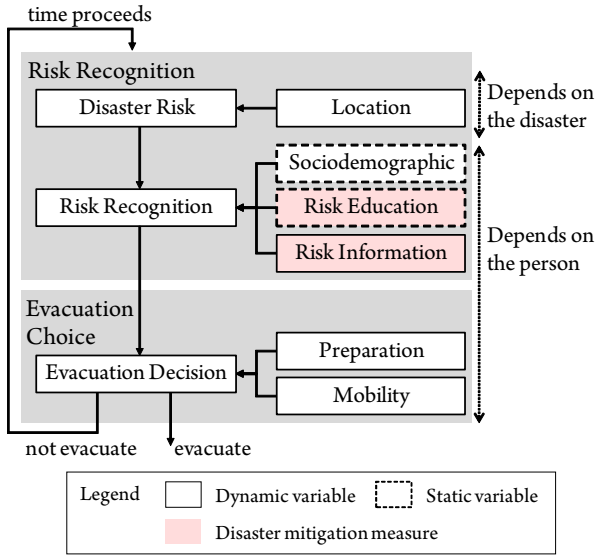 time proceeds
Risk Recognition
Disaster Risk
Location
Depends on
the disaster
Sociodemographic
Risk Recognition
Risk Education
Risk Information
Depends on
the person
Evacuation
Choice
Preparation
Evacuation Decision
Mobility
not evacuate
evacuate
Legend
Dynamic variable
Static variable
Disaster mitigation measure